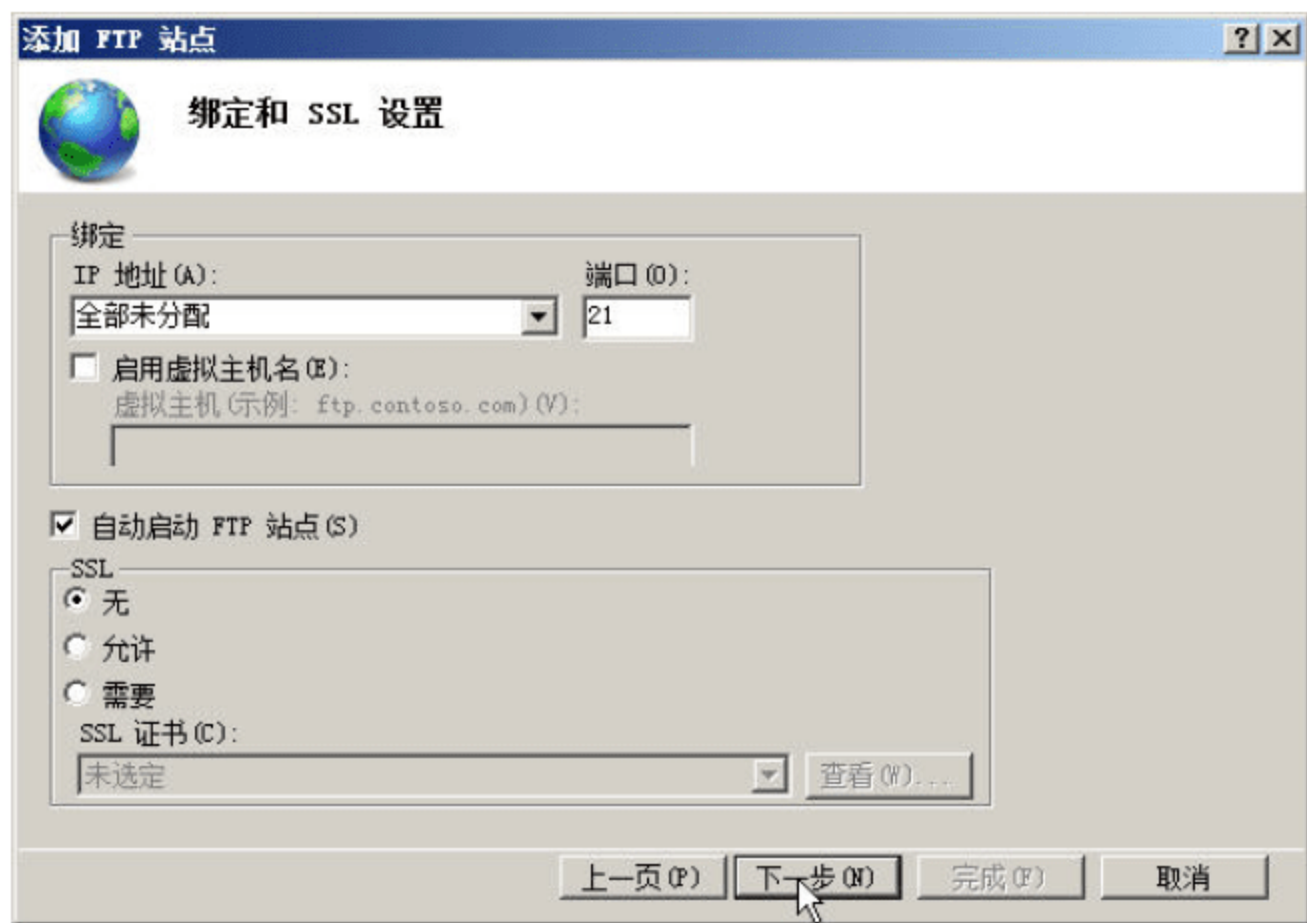 添加 FTP 站点
绑定和 SSL 设置
绑定
IP 地址(A): 端口(O):
全部未分配 21
启用虚拟主机名(E):
虚拟主机(示例: ftp.contoso.com)(V):
自动启动 FTP 站点(S)
SSL
无
允许
需要
SSL 证书(C):
未选定 查看(W)...
上一页(P) 下一步(N) 完成(F) 取消